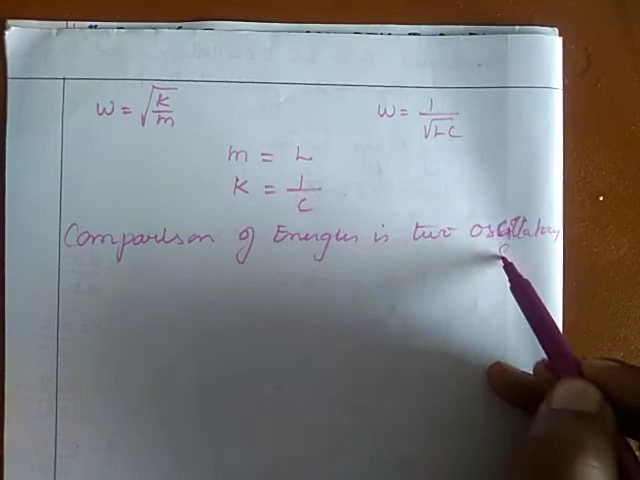 W = √K/m W = 1/√LC
m = L
K = 1/C
Comparison of Energies in two oscillatory